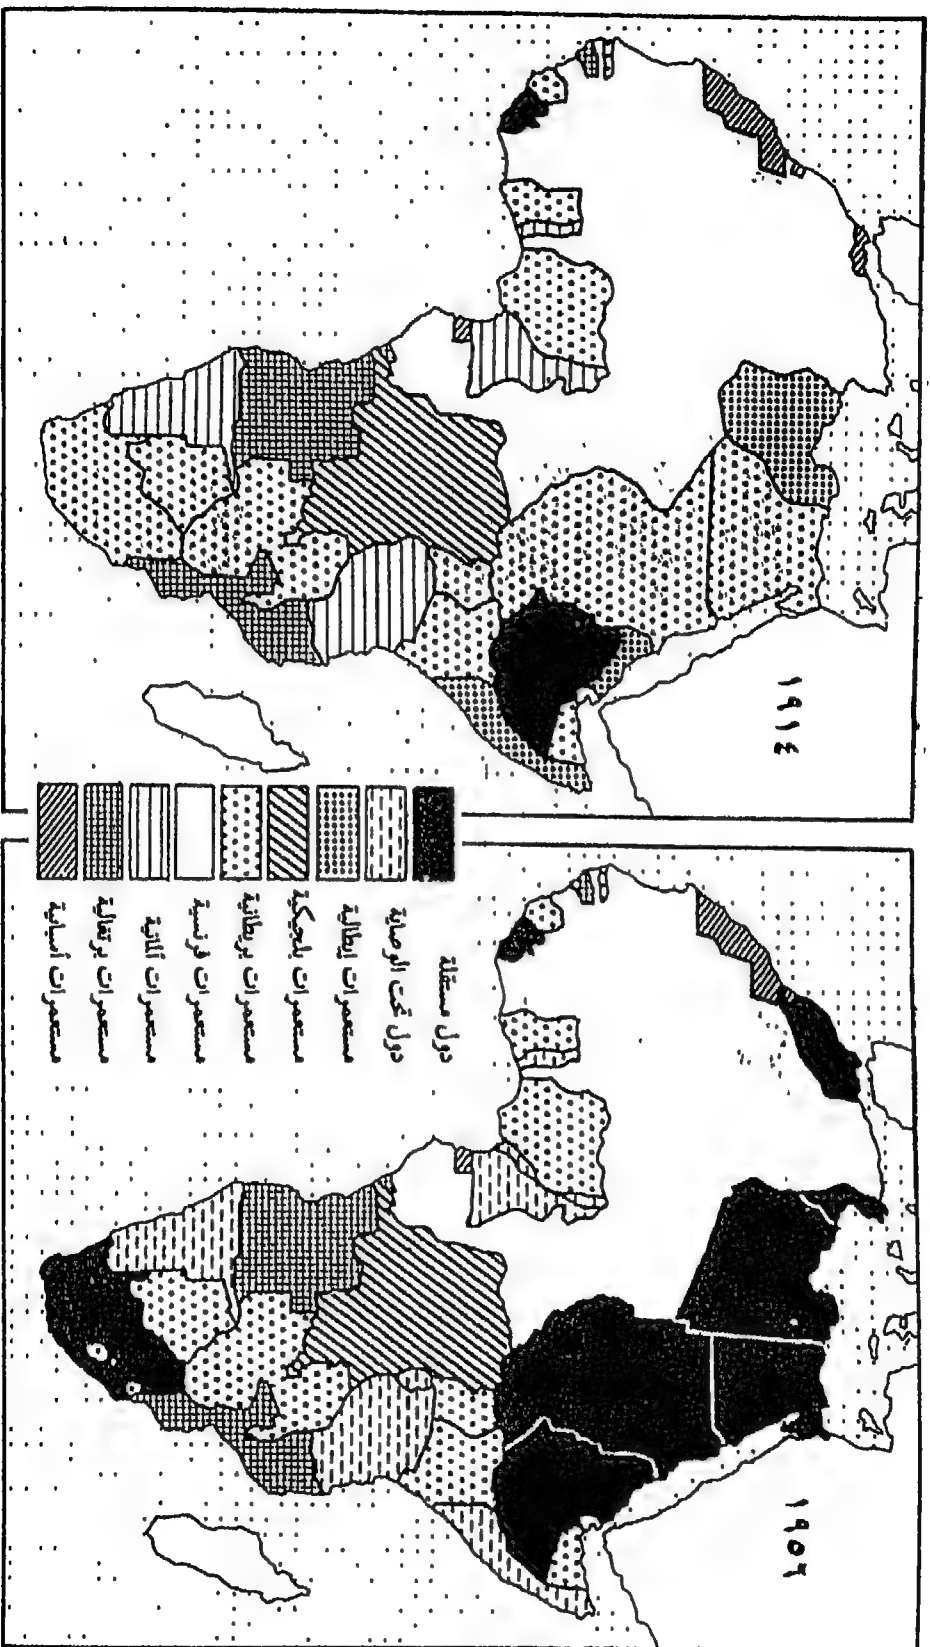 ١٩١٤
١٩٥٦
دول مستقلة
دول تحت الوصاية
مستعمرات إيطالية
مستعمرات بلجيكية
مستعمرات بريطانية
مستعمرات فرنسية
مستعمرات ألمانية
مستعمرات برتغالية
مستعمرات أسبانية